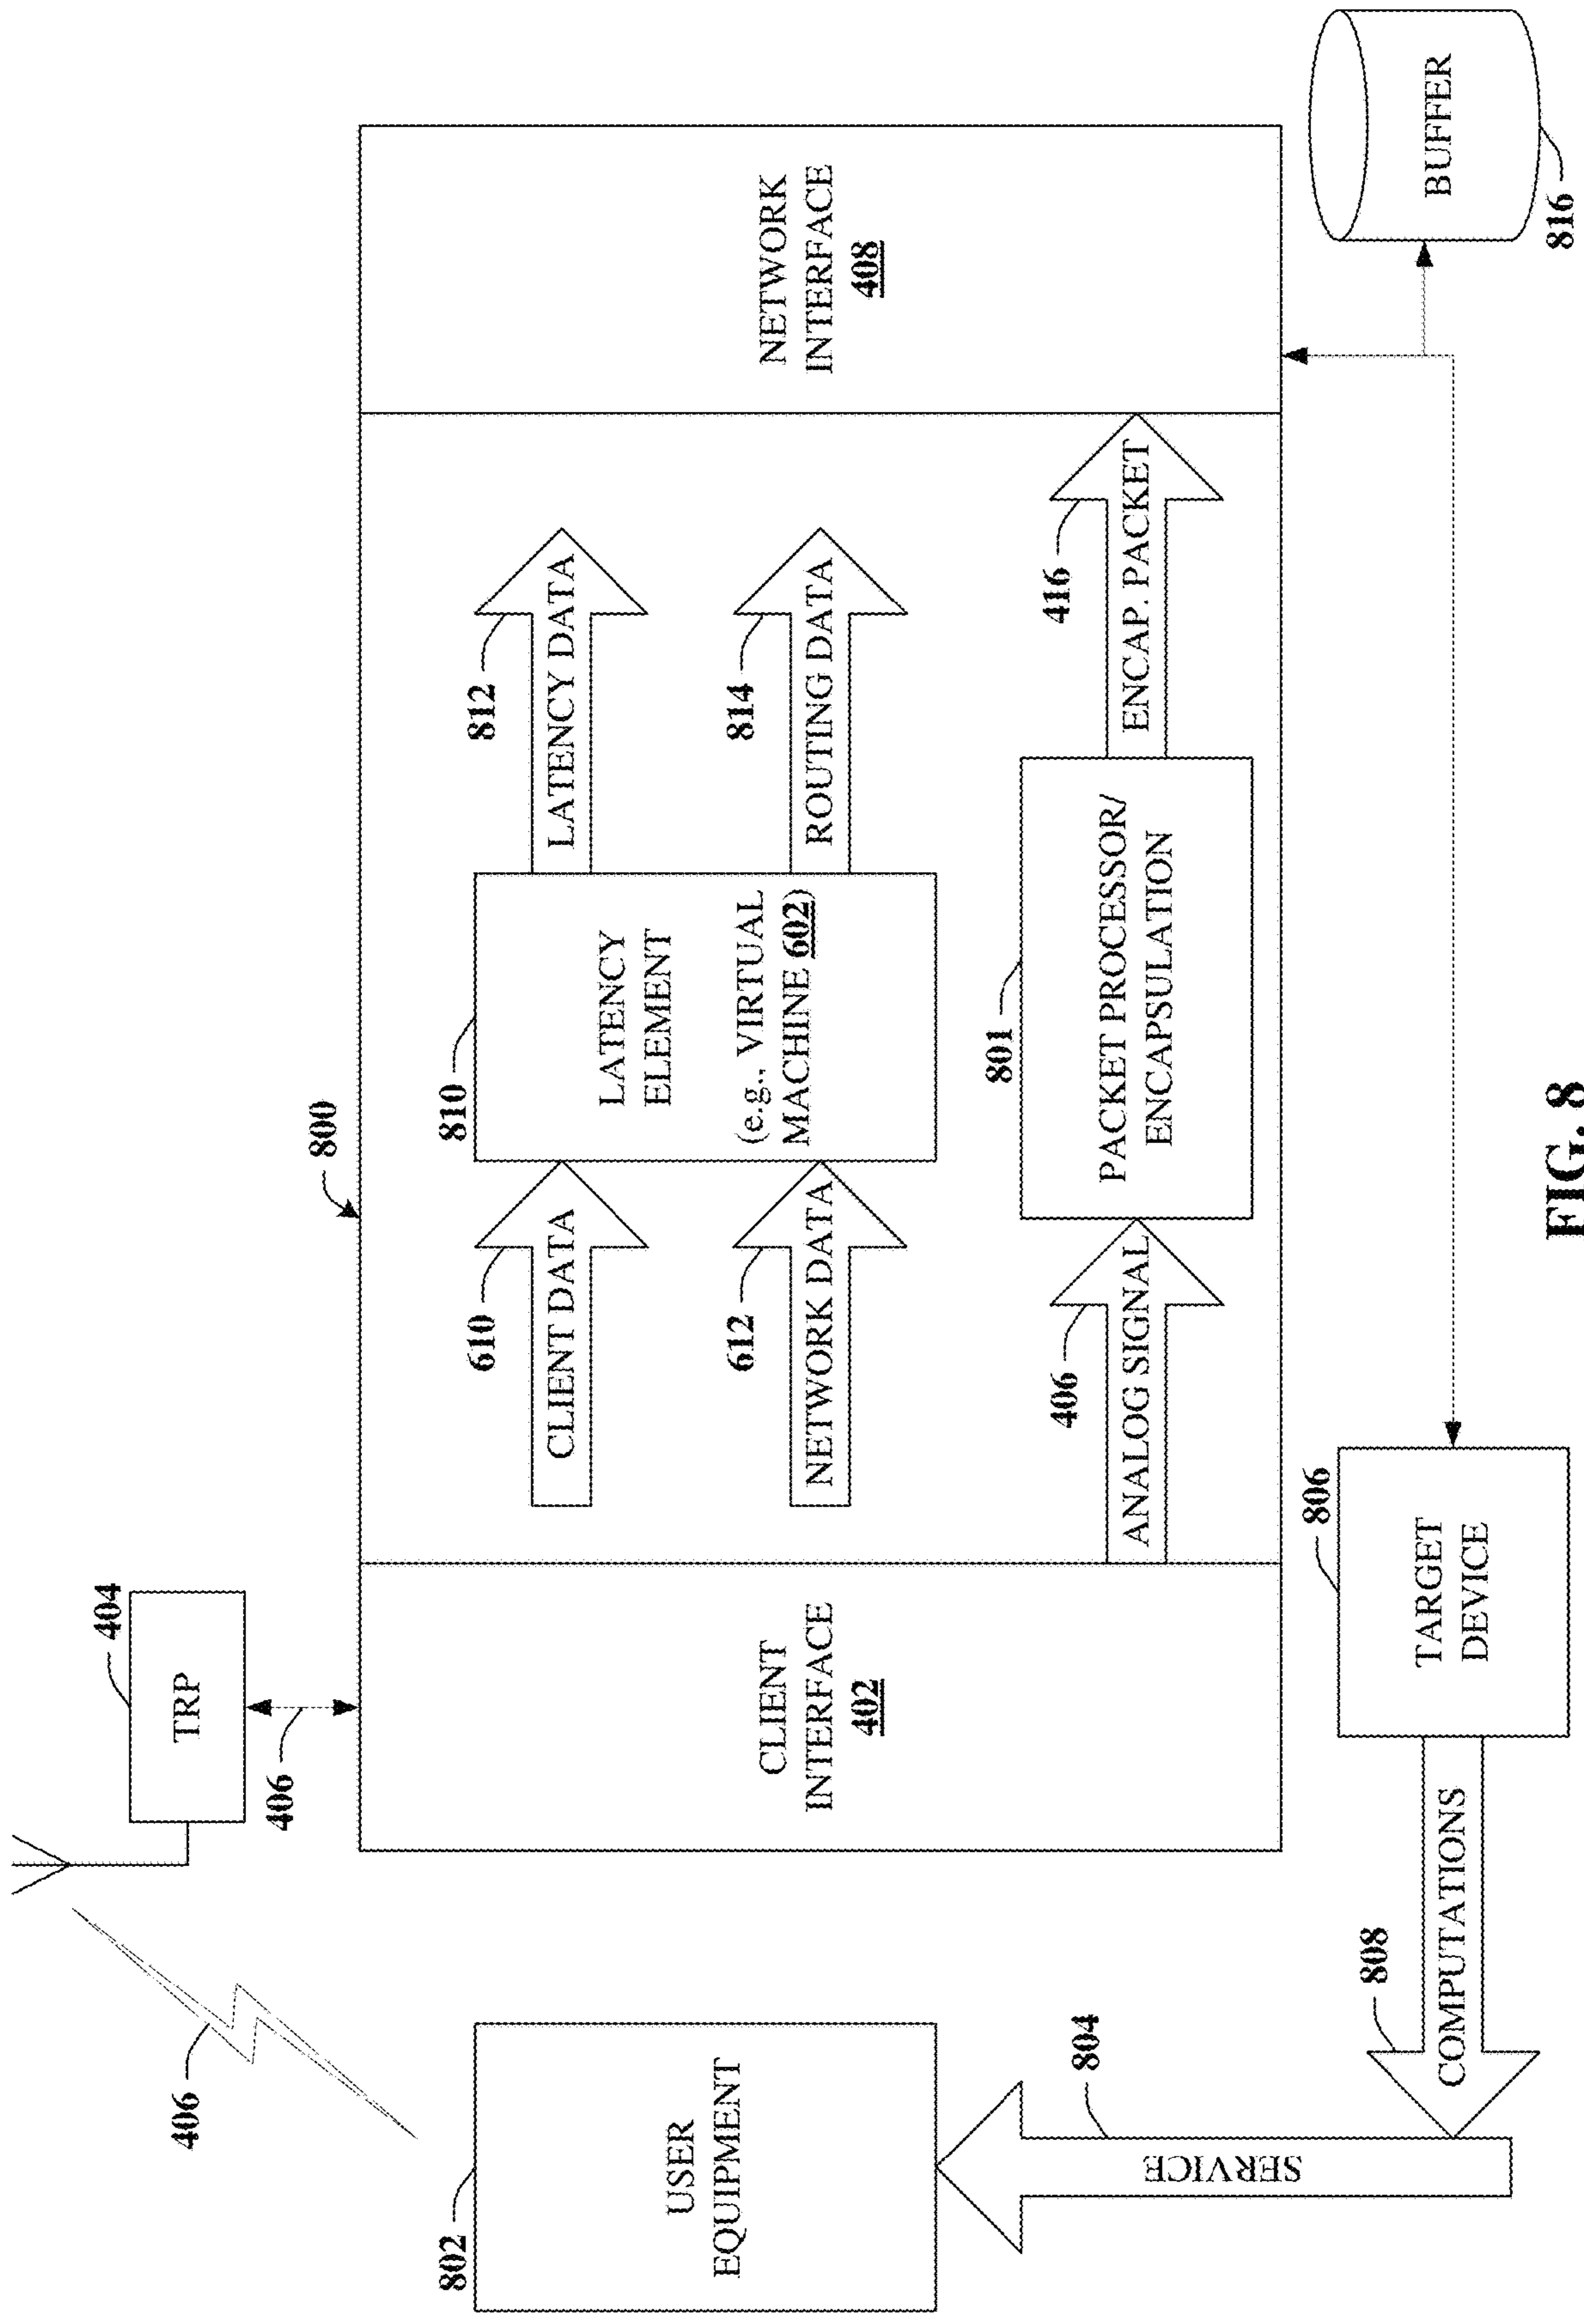 404
TRP
406
406
800
802
USER
EQUIPMENT
CLIENT
INTERFACE
402
610
CLIENT DATA
612
NETWORK DATA
406
ANALOG SIGNAL
810
LATENCY
ELEMENT
(e.g., VIRTUAL
MACHINE 602)
801
PACKET PROCESSOR/
ENCAPSULATION
812
LATENCY DATA
814
ROUTING DATA
416
ENCAP. PACKET
NETWORK
INTERFACE
408
804
SERVICE
808
COMPUTATIONS
806
TARGET
DEVICE
BUFFER
816
FIG. 8